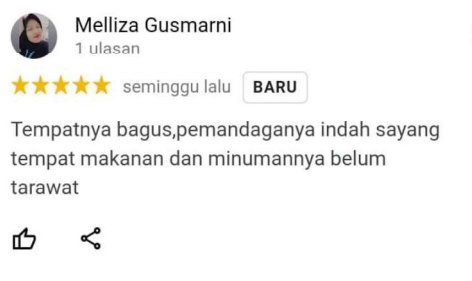 Melliza Gusmarni
1 ulasan
seminggu lalu BARU
Tempatnya bagus,pemandaganya indah sayang
tempat makanan dan minumannya belum
tarawat